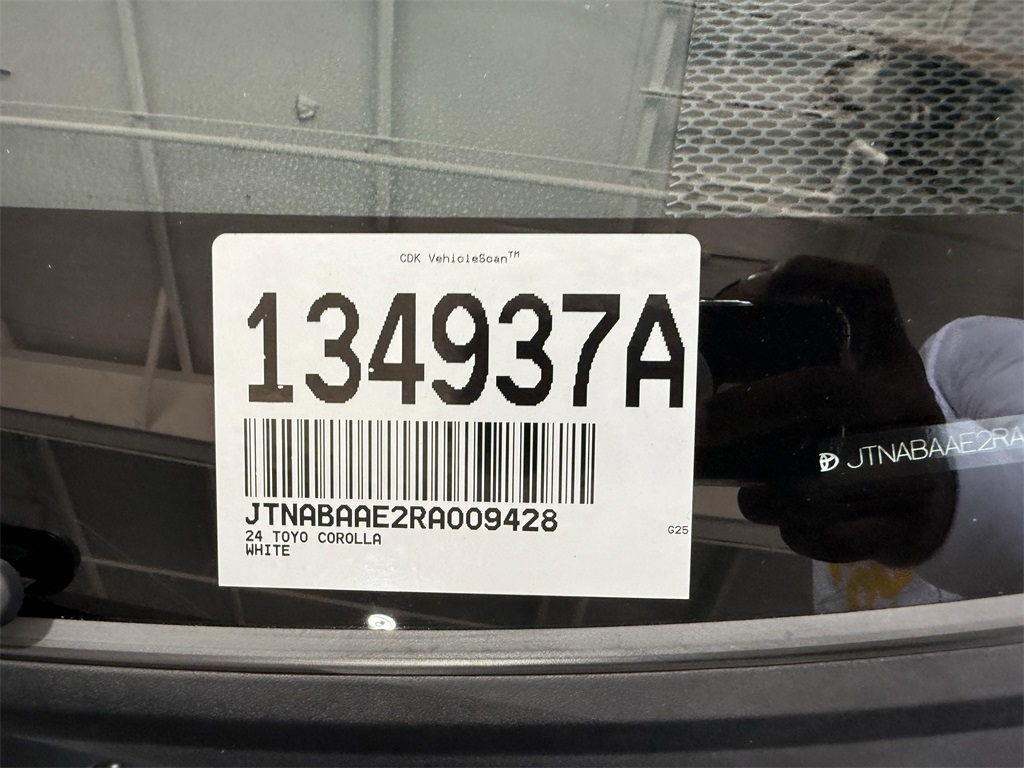 CDK VehicleScan™
134937A
JTNABAAE2RA009428
24 TOYO COROLLA
WHITE
G25
JTNABAAE2RA